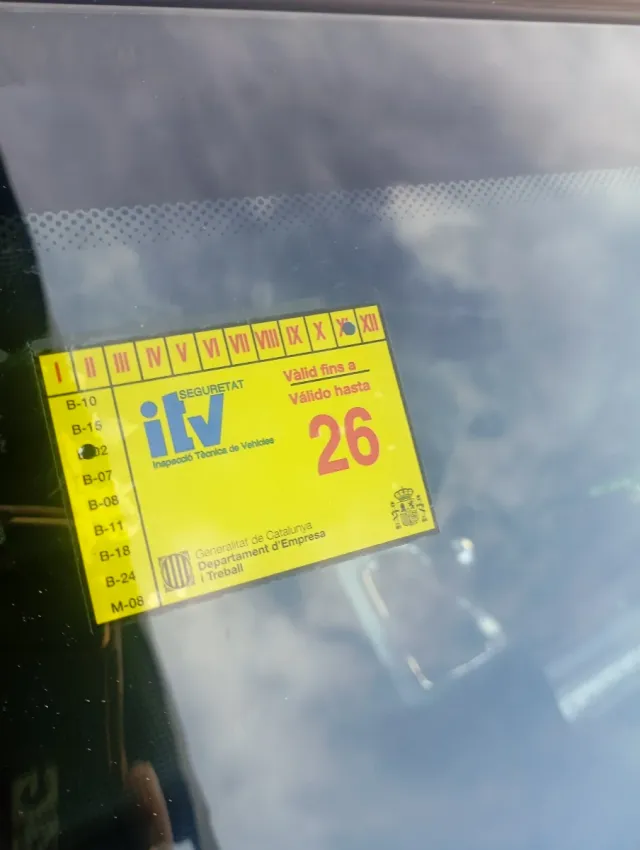 I II III IV V VI VII VIII IX X XII
B-10
B-15
02
B-07
B-08
B-11
B-18
B-24
M-08
SEGURETAT
itv
Inspecció Tècnica de Vehicles
Vàlid fins a
Válido hasta
26
Generalitat de Catalunya
Departament d'Empresa
i Treball